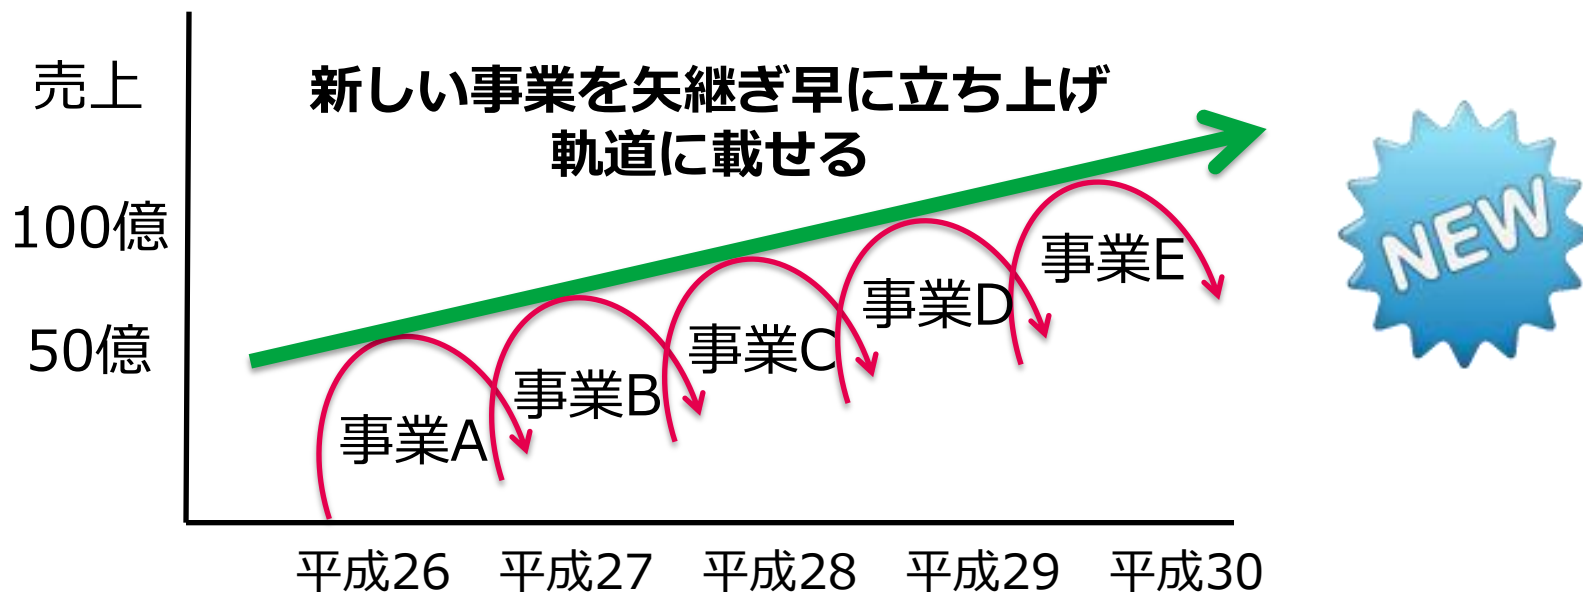 売上
新しい事業を矢継ぎ早に立ち上げ
軌道に載せる
100億
50億
事業A
事業B
事業C
事業D
事業E
NEW
平成26 平成27 平成28 平成29 平成30